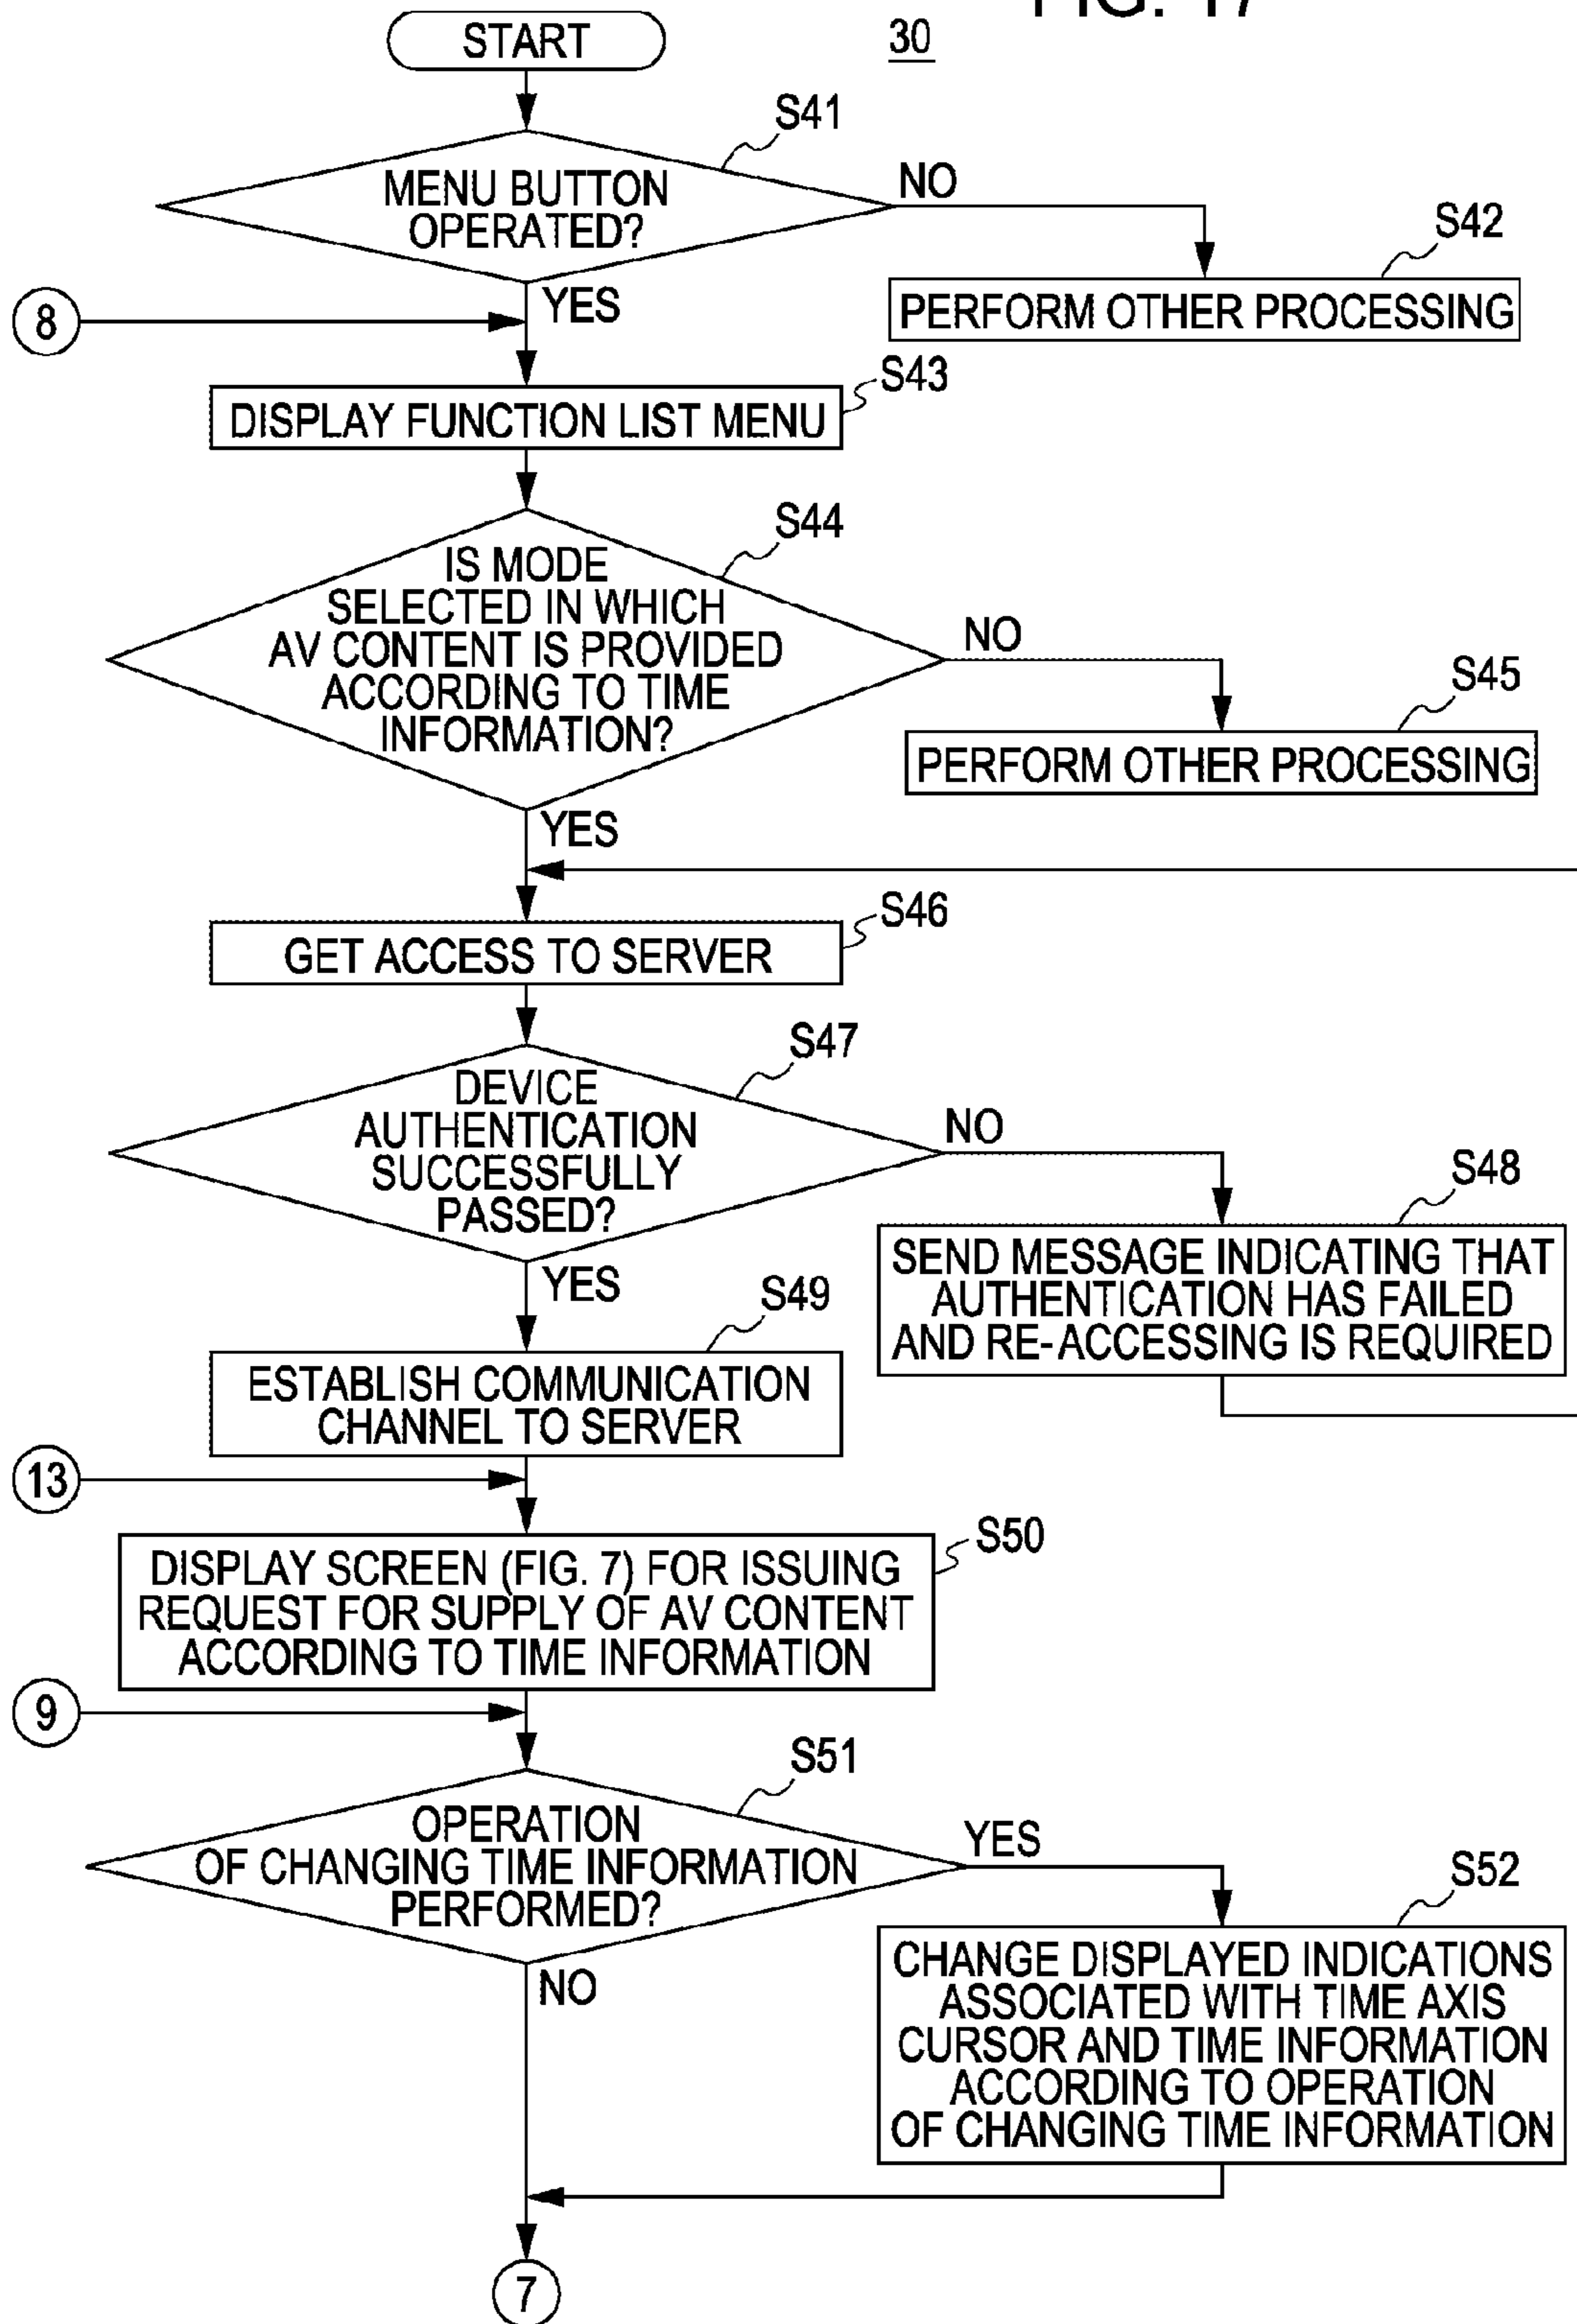 FIG. 17
START
30
S41
MENU BUTTON
OPERATED?
NO
S42
PERFORM OTHER PROCESSING
YES
8
S43
DISPLAY FUNCTION LIST MENU
S44
IS MODE
SELECTED IN WHICH
AV CONTENT IS PROVIDED
ACCORDING TO TIME
INFORMATION?
NO
S45
PERFORM OTHER PROCESSING
YES
S46
GET ACCESS TO SERVER
S47
DEVICE
AUTHENTICATION
SUCCESSFULLY
PASSED?
NO
S48
SEND MESSAGE INDICATING THAT
AUTHENTICATION HAS FAILED
AND RE-ACCESSING IS REQUIRED
YES
S49
ESTABLISH COMMUNICATION
CHANNEL TO SERVER
13
S50
DISPLAY SCREEN (FIG. 7) FOR ISSUING
REQUEST FOR SUPPLY OF AV CONTENT
ACCORDING TO TIME INFORMATION
9
S51
OPERATION
OF CHANGING TIME INFORMATION
PERFORMED?
YES
S52
CHANGE DISPLAYED INDICATIONS
ASSOCIATED WITH TIME AXIS
CURSOR AND TIME INFORMATION
ACCORDING TO OPERATION
OF CHANGING TIME INFORMATION
NO
7